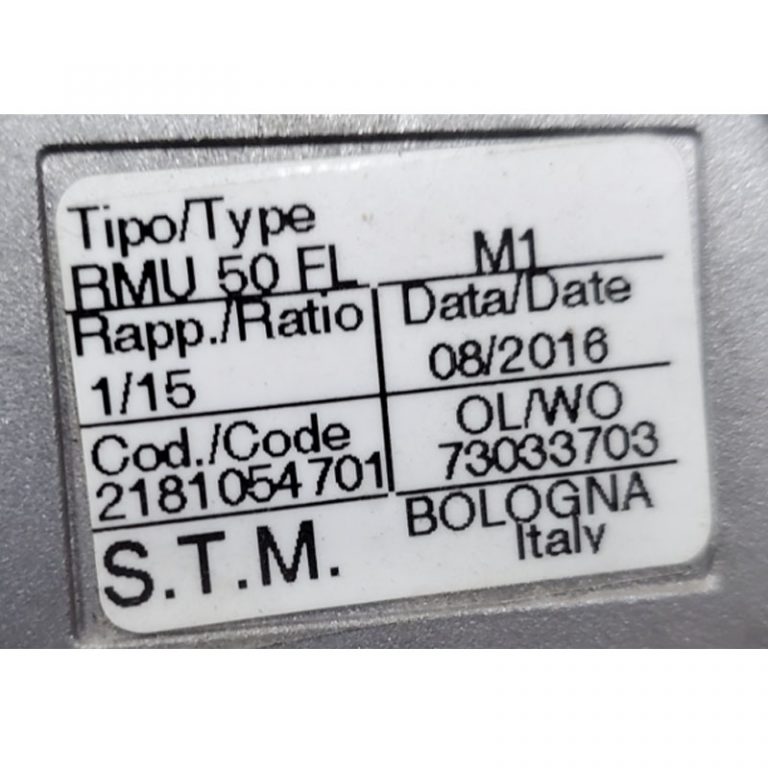 Tipo/Type
RMU 50 FL M1
Rapp./Ratio Data/Date
1/15 08/2016
Cod./Code OL/WO
2181054701 73033703
S.T.M. BOLOGNA
Italy